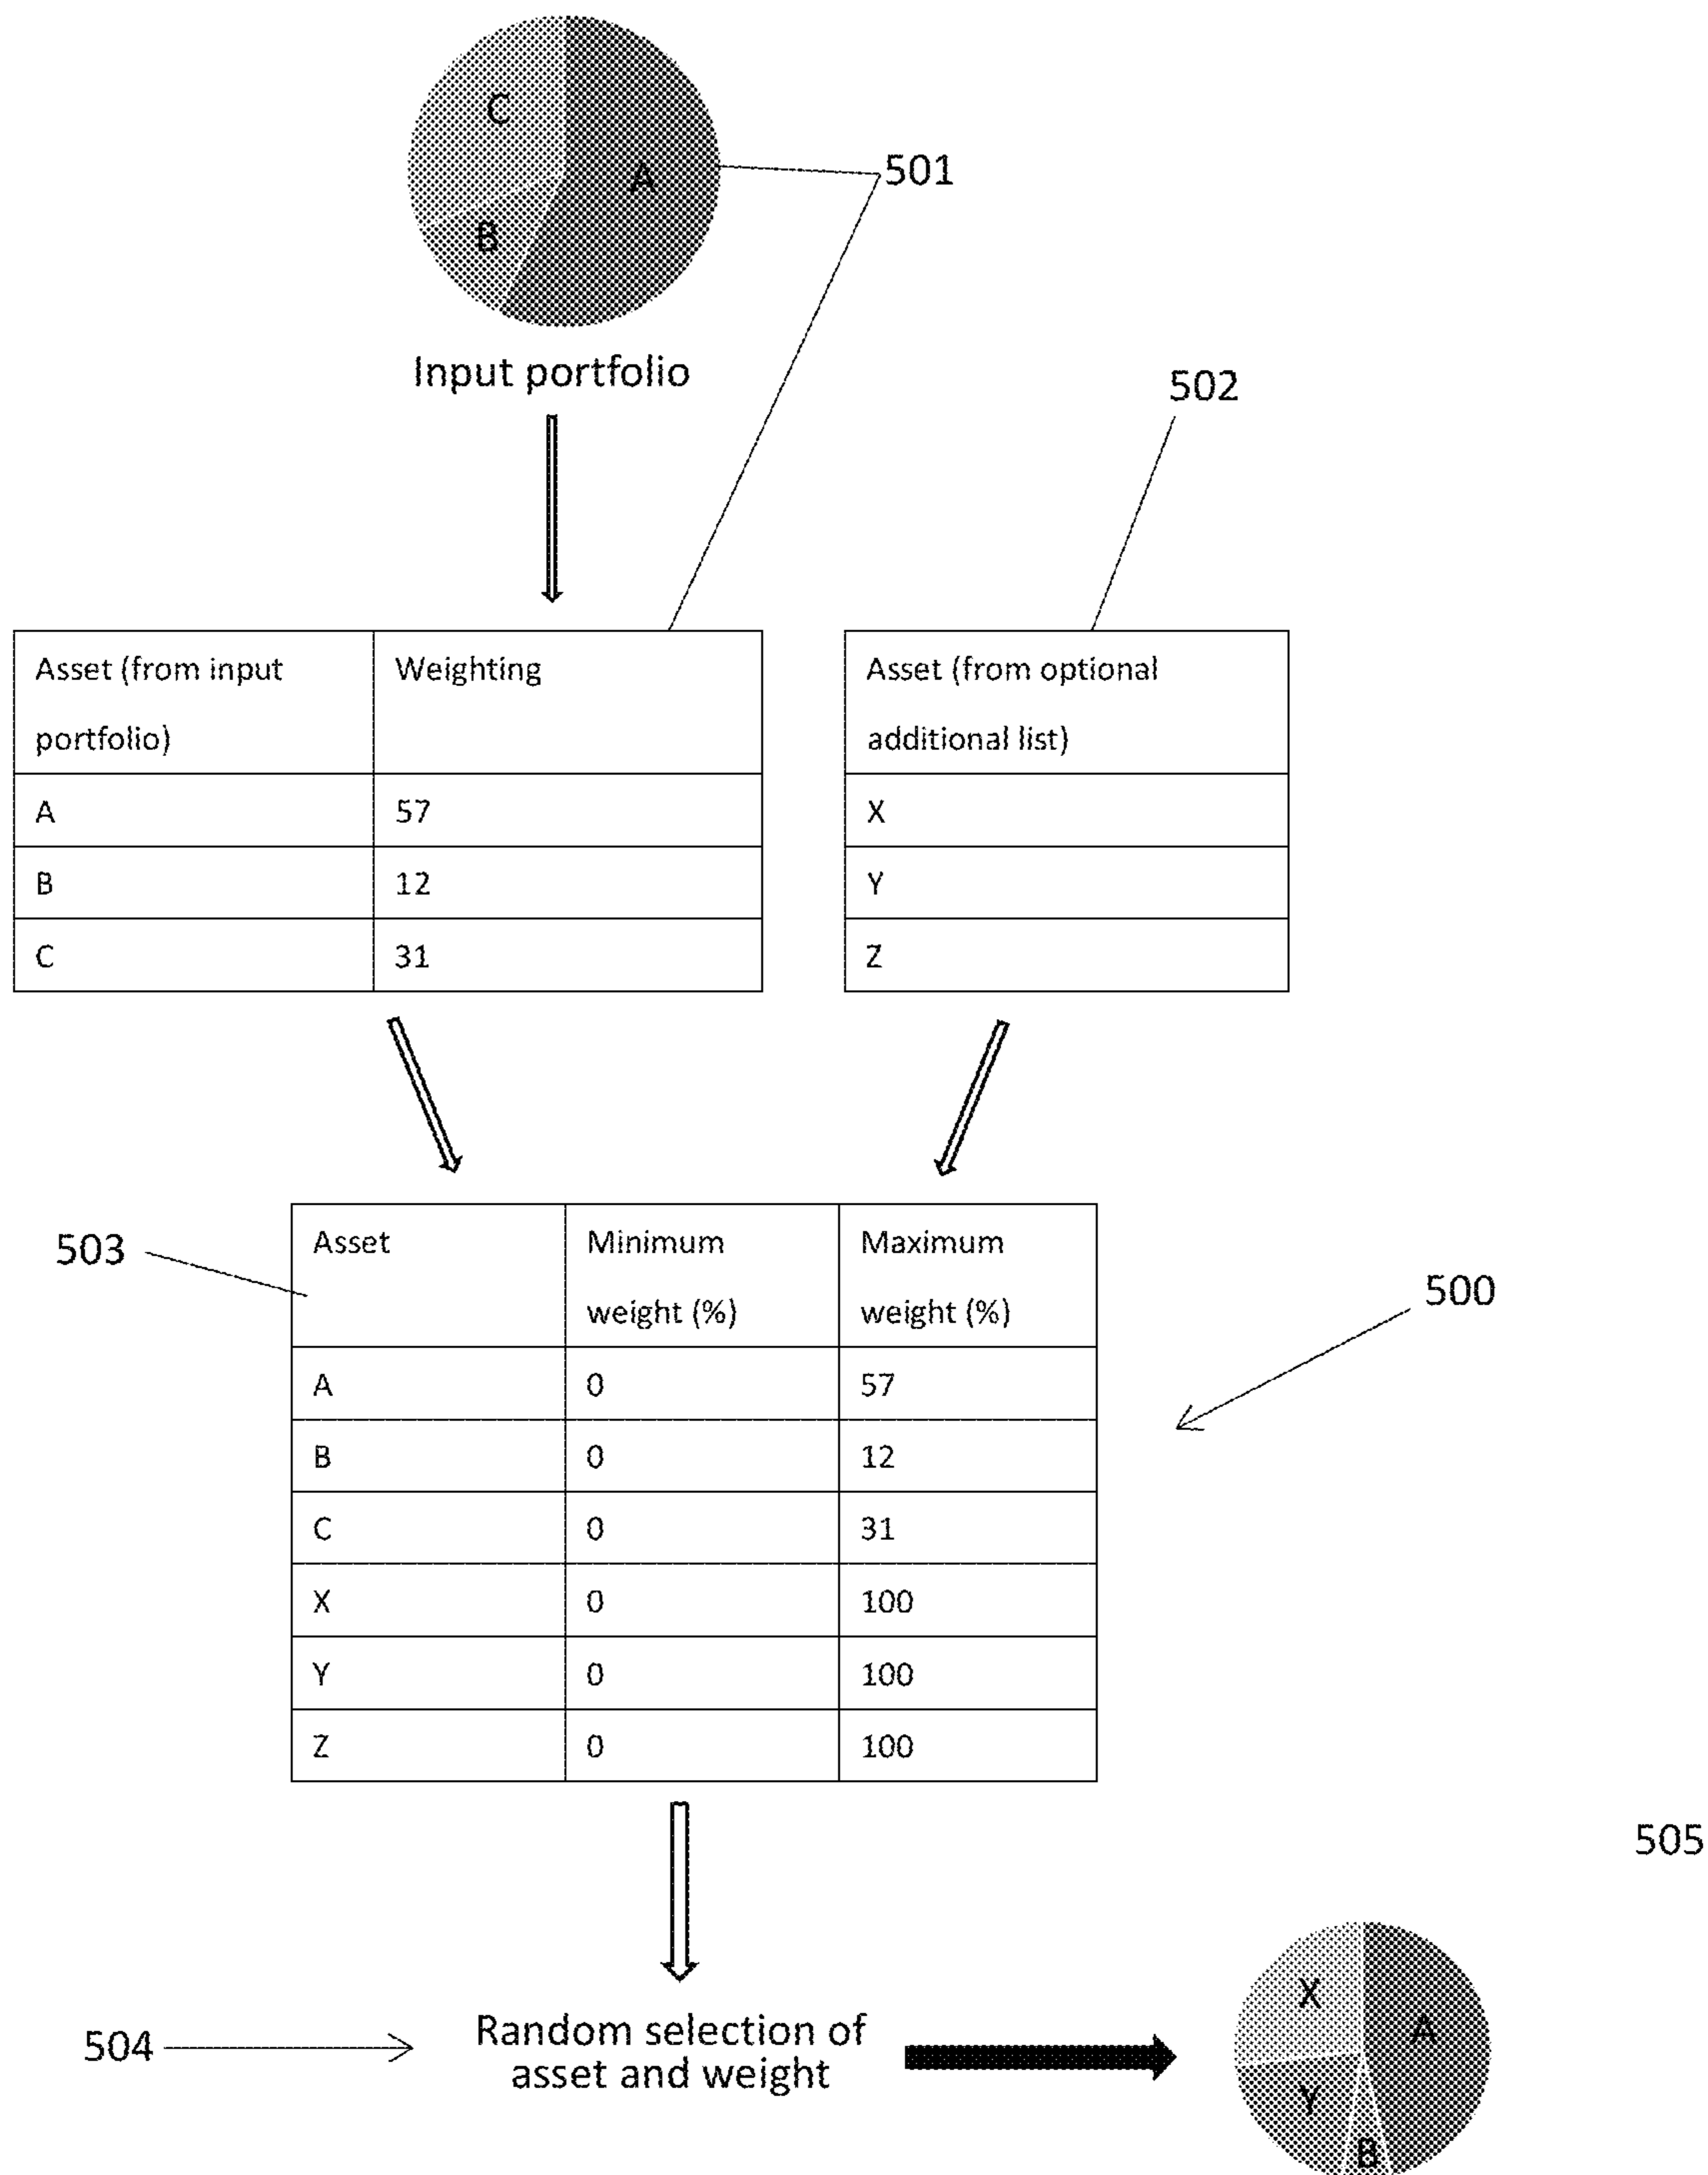 C
A
501
B
Input portfolio
502
Asset (from input
portfolio)
Weighting
A
57
B
12
C
31
Asset (from optional
additional list)
X
Y
Z
503
500
Asset
Minimum
weight (%)
Maximum
weight (%)
A
0
57
B
0
12
C
0
31
X
0
100
Y
0
100
Z
0
100
505
504
Random selection of
asset and weight
X
A
Y
B